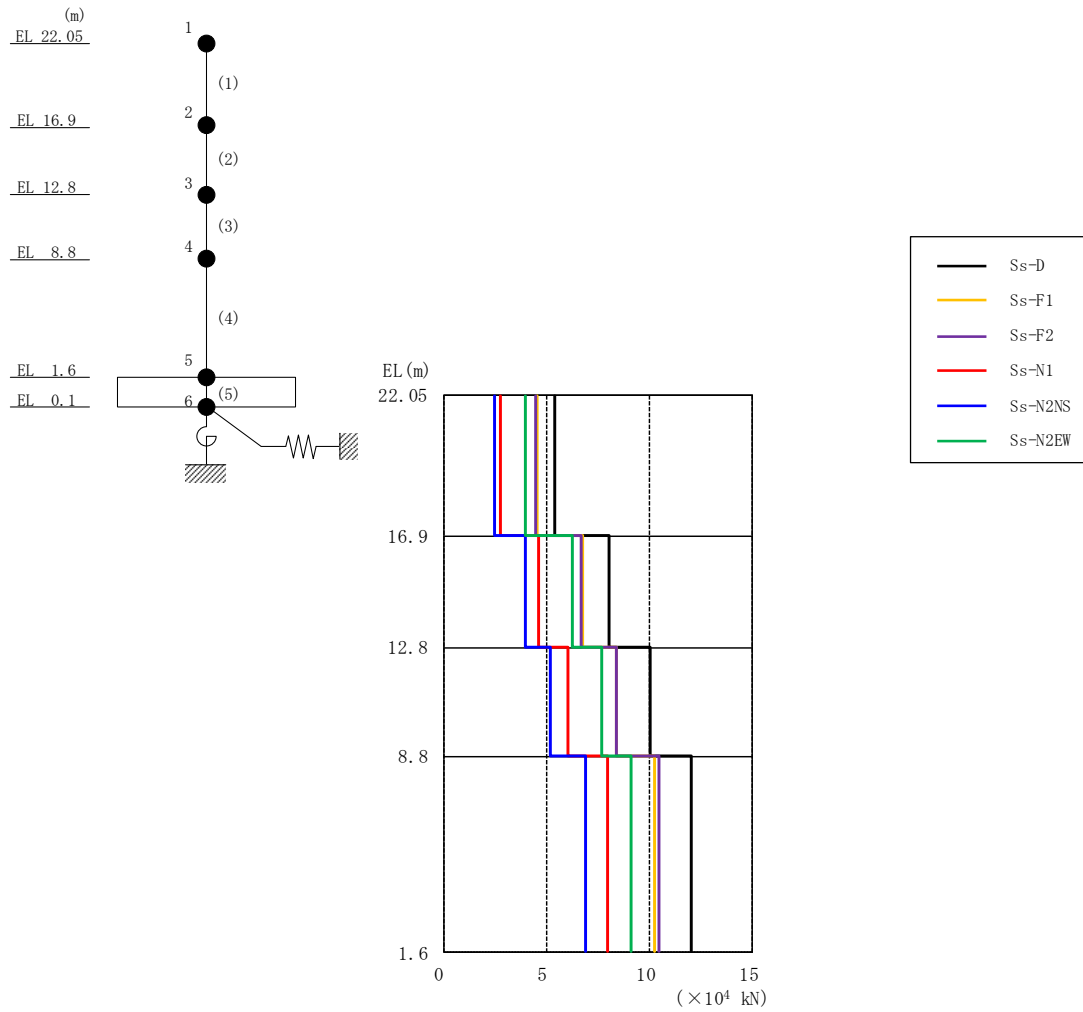 (m)
EL 22.05
EL 16.9
EL 12.8
EL 8.8
EL 1.6
EL 0.1
1
(1)
2
(2)
3
(3)
4
(4)
5
(5)
6
EL(m)
22.05
16.9
12.8
8.8
1.6
0
5
10
15
(×10⁴ kN)
Ss-D
Ss-F1
Ss-F2
Ss-N1
Ss-N2NS
Ss-N2EW